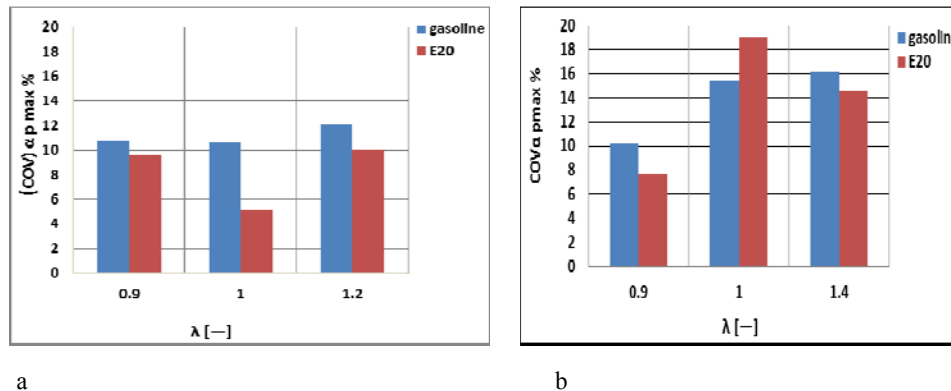 20
18
16
14
12
10
8
6
4
2
0
(COV) α p max %
0.9 1 1.2
λ [—]
gasoline
E20
a
20
18
16
14
12
10
8
6
4
2
0
COVα pmax %
0.9 1 1.4
λ [—]
gasolin
E20
b